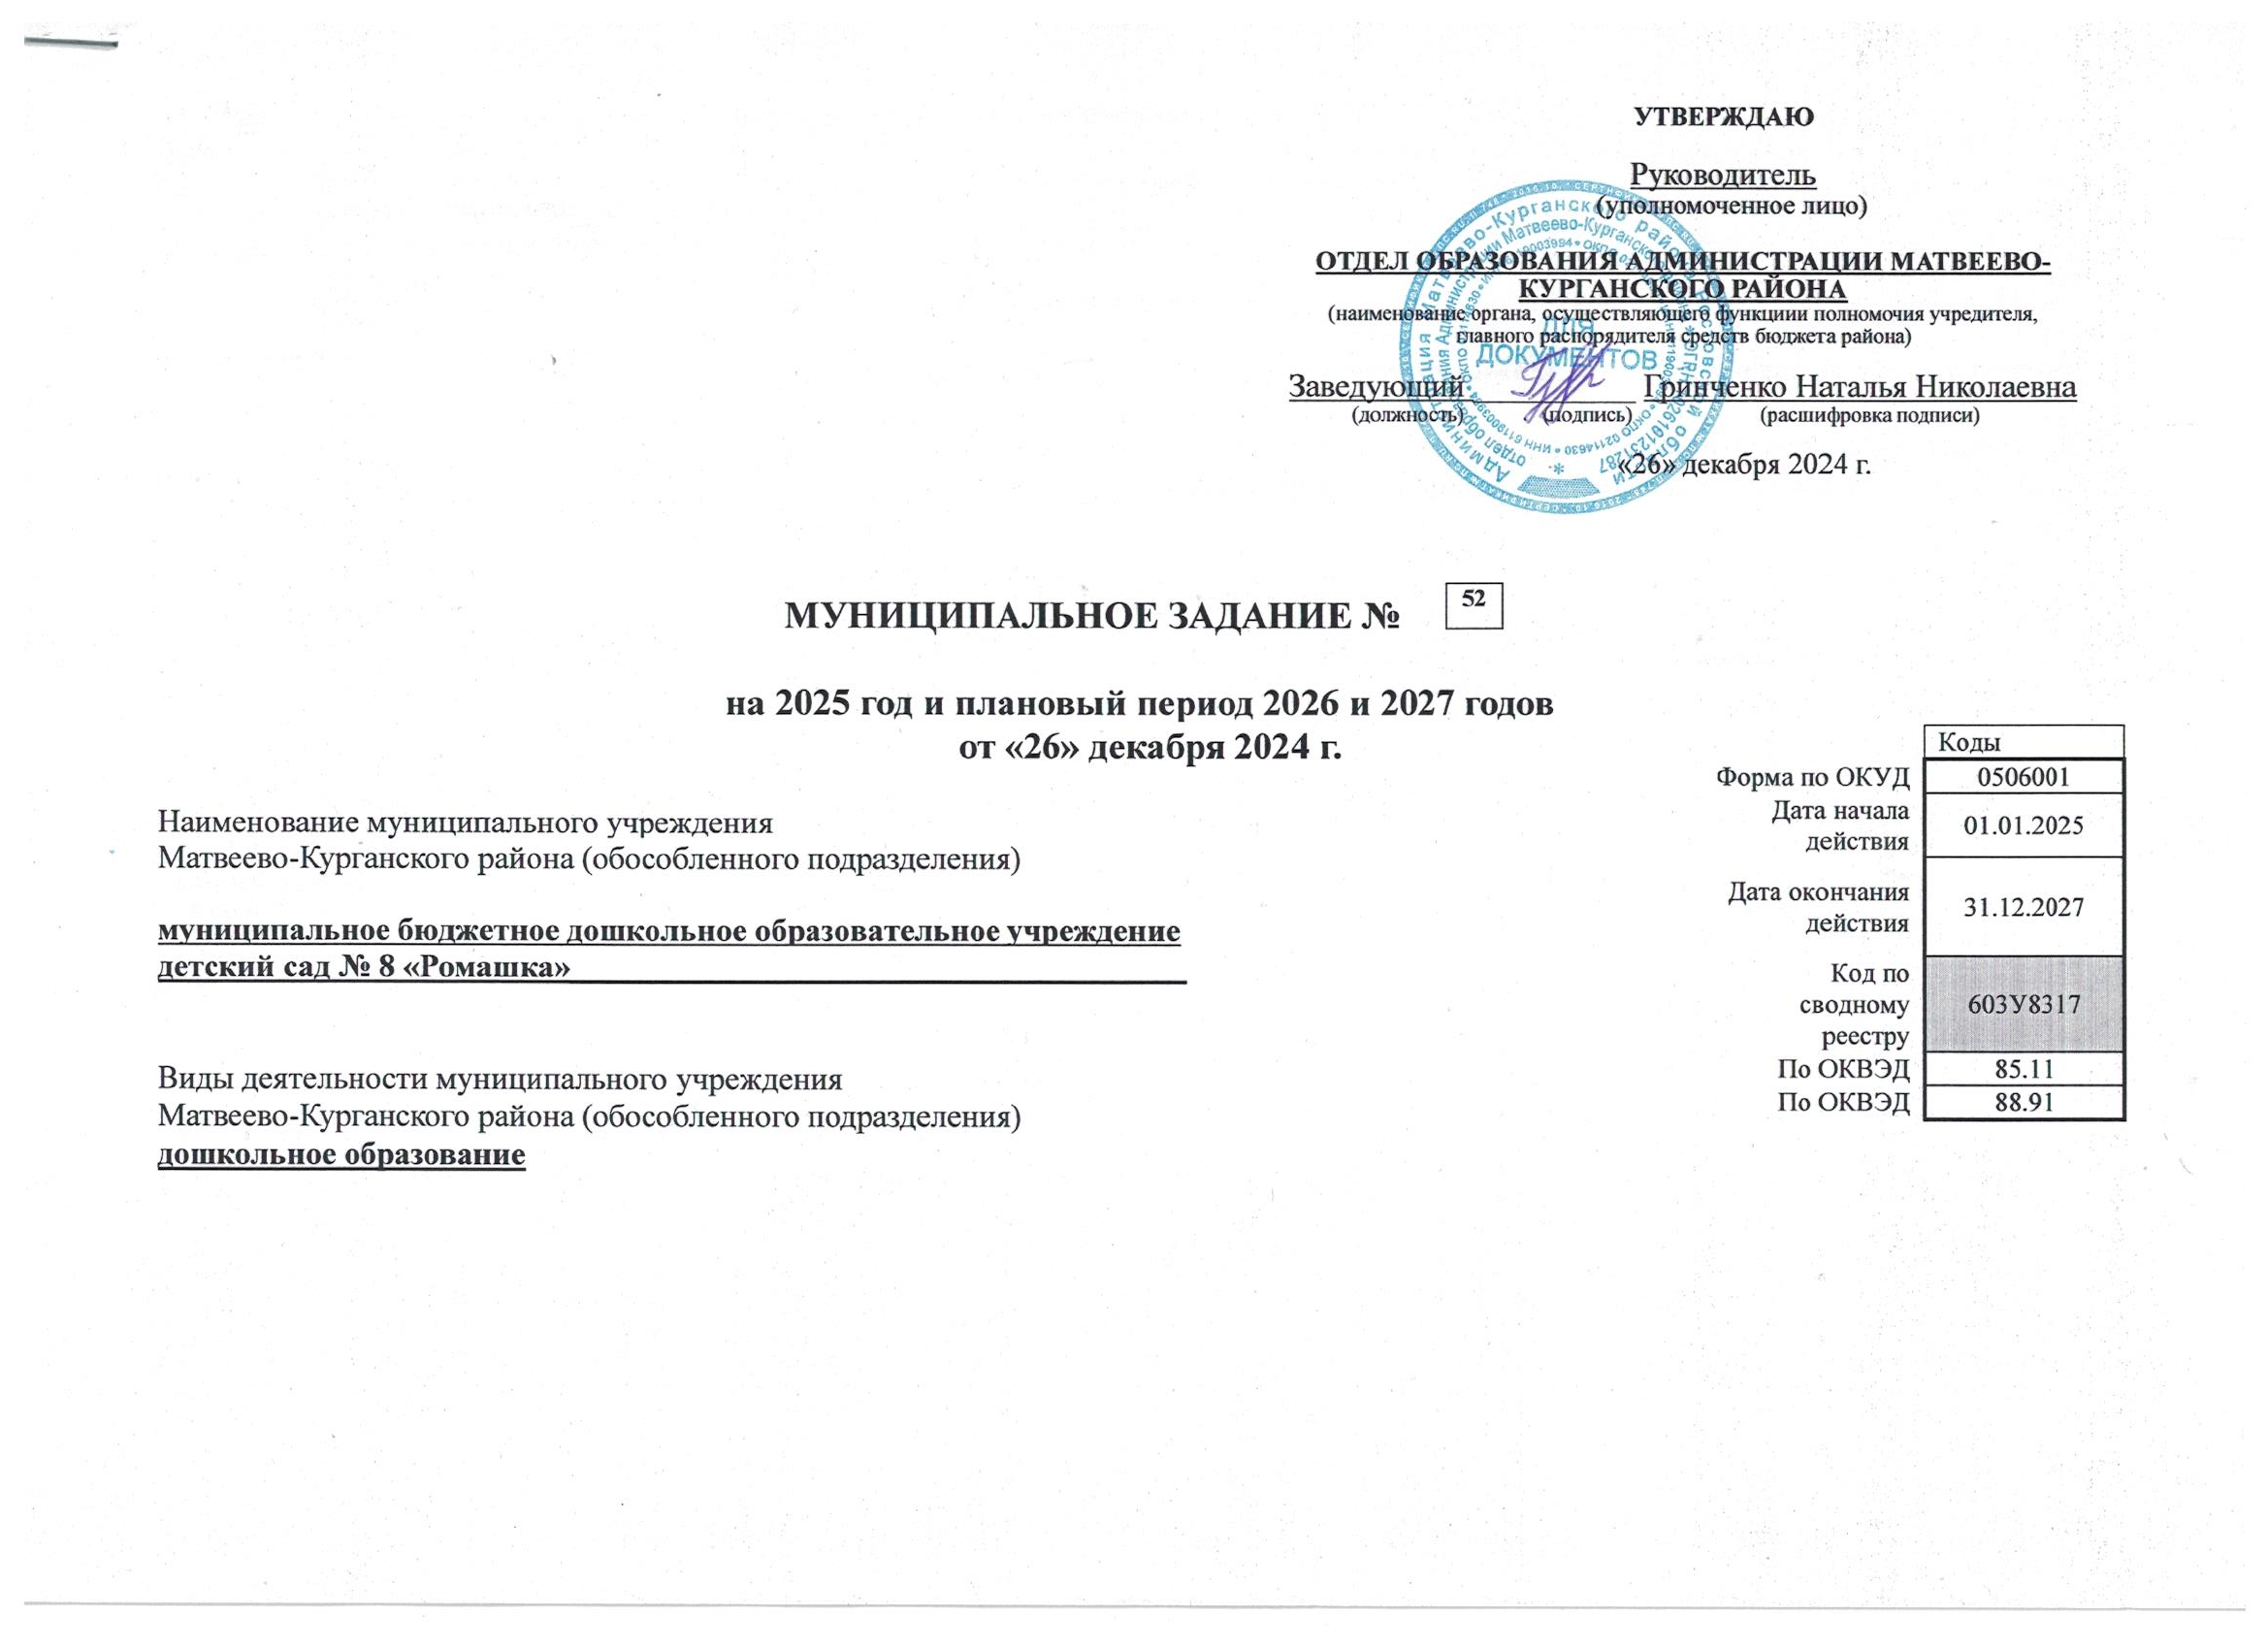 УТВЕРЖДАЮ
Руководитель
(уполномоченное лицо)
ОТДЕЛ ОБРАЗОВАНИЯ АДМИНИСТРАЦИИ МАТВЕЕВО-
КУРГАНСКОГО РАЙОНА
(наименование органа, осуществляющего функциии полномочия учредителя,
главного распорядителя средств бюджета района)
Заведующий Гринченко Наталья Николаевна
(должность) (подпись) (расшифровка подписи)
«26» декабря 2024 г.
ДЛЯ
ДОКУМЕНТОВ
МУНИЦИПАЛЬНОЕ ЗАДАНИЕ № 52
на 2025 год и плановый период 2026 и 2027 годов
от «26» декабря 2024 г.
Наименование муниципального учреждения
Матвеево-Курганского района (обособленного подразделения)
муниципальное бюджетное дошкольное образовательное учреждение
детский сад № 8 «Ромашка»
Виды деятельности муниципального учреждения
Матвеево-Курганского района (обособленного подразделения)
дошкольное образование
Коды
Форма по ОКУД 0506001
Дата начала
действия 01.01.2025
Дата окончания
действия 31.12.2027
Код по
сводному
реестру 603У8317
По ОКВЭД 85.11
По ОКВЭД 88.91